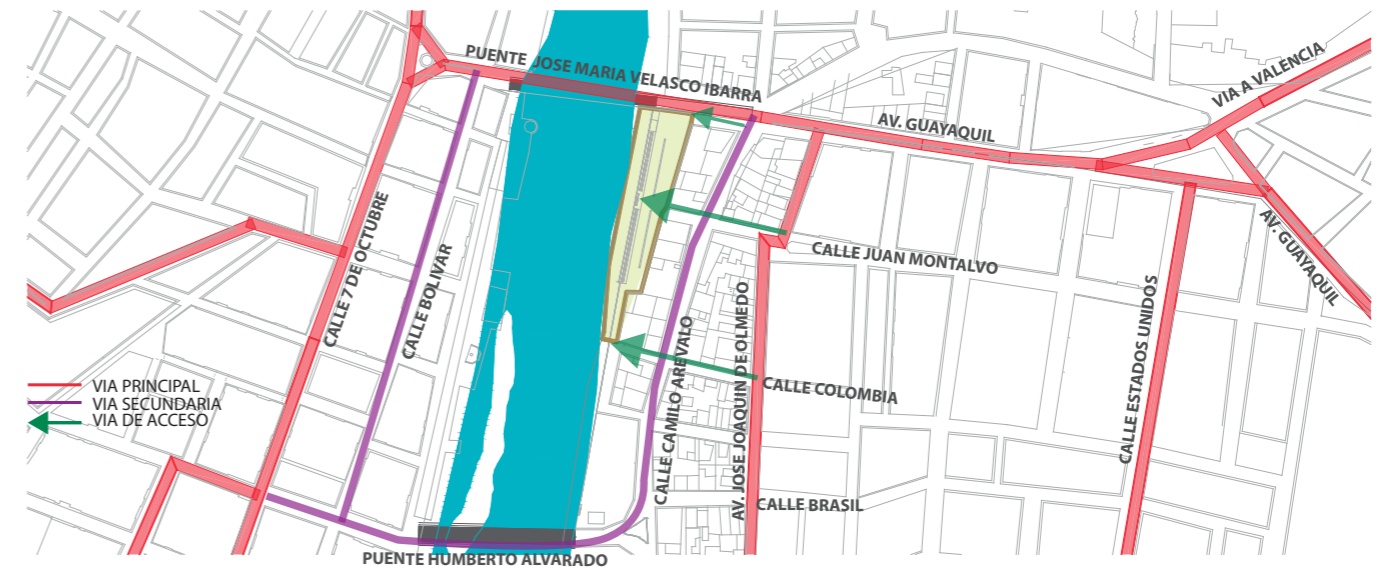 PUENTE JOSE MARIA VELASCO IBARRA
VIA A VALENCIA
AV. GUAYAQUIL
AV. GUAYAQUIL
CALLE JUAN MONTALVO
CALLE 7 DE OCTUBRE
CALLE BOLIVAR
CALLE CAMILO AREVALO
AV. JOSE JOAQUIN DE OLMEDO
CALLE ESTADOS UNIDOS
CALLE COLOMBIA
VIA PRINCIPAL
VIA SECUNDARIA
VIA DE ACCESO
CALLE BRASIL
PUENTE HUMBERTO ALVARADO